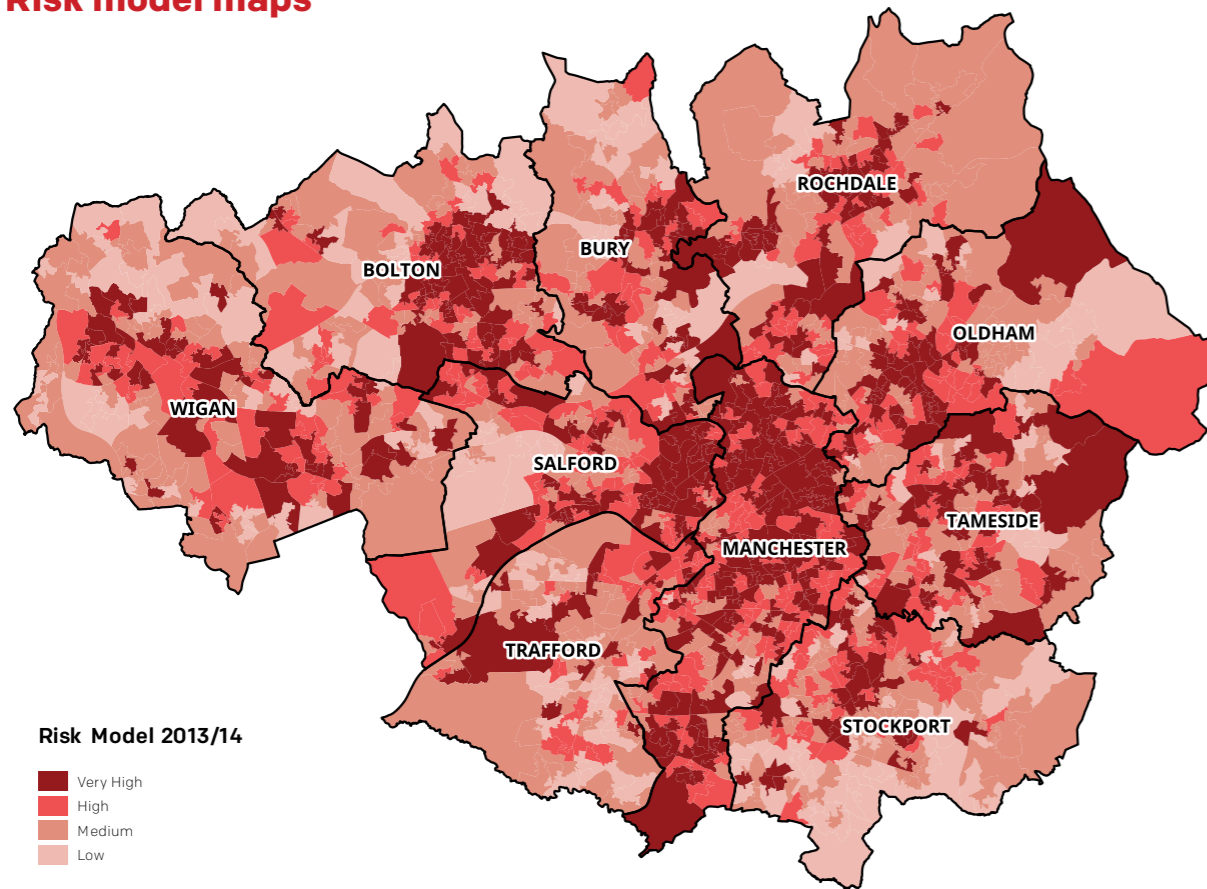 Risk model maps
ROCHDALE
BURY
BOLTON
OLDHAM
WIGAN
SALFORD
TAMESIDE
MANCHESTER
TRAFFORD
STOCKPORT
Risk Model 2013/14
Very High
High
Medium
Low